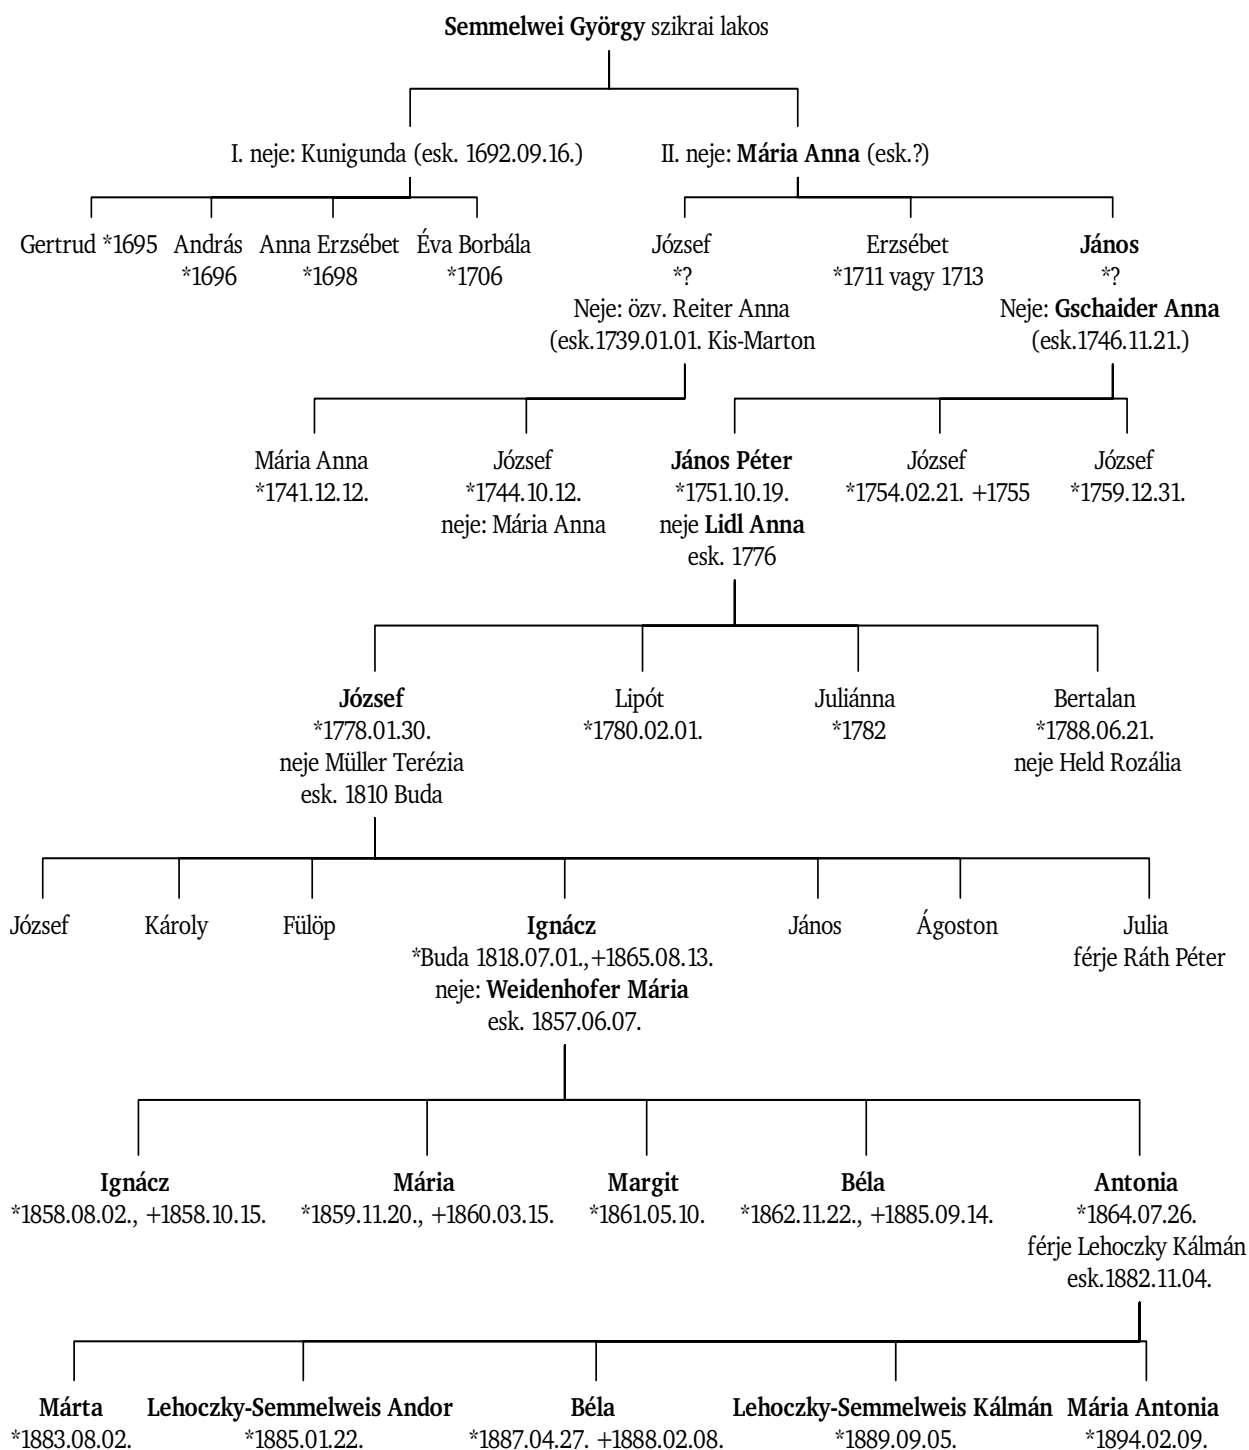 Semmelwei György szikrai lakos
I. neje: Kunigunda (esk. 1692.09.16.)
II. neje: Mária Anna (esk.?)
Gertrud *1695
András
*1696
Anna Erzsébet
*1698
Éva Borbála
*1706
József
*?
Neje: özv. Reiter Anna
(esk.1739.01.01. Kis-Marton
Erzsébet
*1711 vagy 1713
János
*?
Neje: Gschaider Anna
(esk.1746.11.21.)
Mária Anna
*1741.12.12.
József
*1744.10.12.
neje: Mária Anna
János Péter
*1751.10.19.
neje Lidl Anna
esk. 1776
József
*1754.02.21. +1755
József
*1759.12.31.
József
*1778.01.30.
neje Müller Terézia
esk. 1810 Buda
Lipót
*1780.02.01.
Juliánna
*1782
Bertalan
*1788.06.21.
neje Held Rozália
József
Károly
Fülöp
Ignácz
*Buda 1818.07.01.,+1865.08.13.
neje: Weidenhofer Mária
esk. 1857.06.07.
János
Ágoston
Julia
férje Ráth Péter
Ignácz
*1858.08.02., +1858.10.15.
Mária
*1859.11.20., +1860.03.15.
Margit
*1861.05.10.
Béla
*1862.11.22., +1885.09.14.
Antonia
*1864.07.26.
férje Lehoczky Kálmán
esk.1882.11.04.
Márta
*1883.08.02.
Lehoczky-Semmelweis Andor
*1885.01.22.
Béla
*1887.04.27. +1888.02.08.
Lehoczky-Semmelweis Kálmán
*1889.09.05.
Mária Antonia
*1894.02.09.